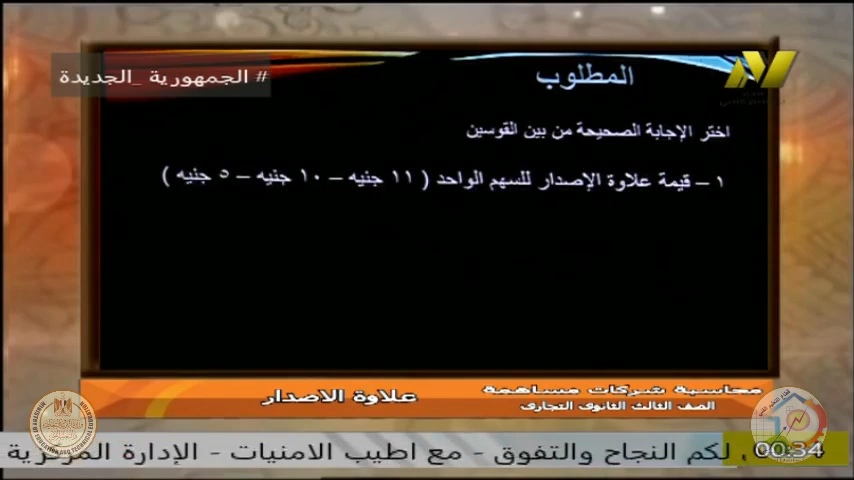 # الجمهورية _الجديدة
المطلوب
اختر الإجابة الصحيحة من بين القوسين
١ – قيمة علاوة الإصدار للسهم الواحد ( ١١ جنيه – ١٠ جنيه – ٥ جنيه )
محاسبة شركات مساهمة
الصف الثالث الثانوى التجارى
علاوة الاصدار
لكم النجاح والتفوق - مع اطيب الامنيات - الإدارة المركزية
00:34